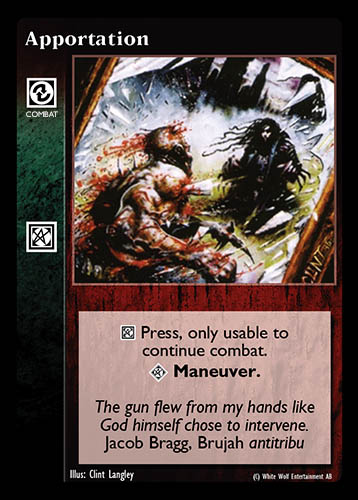 Apportation
COMBAT
Press, only usable to
continue combat.
Maneuver.
The gun flew from my hands like
God himself chose to intervene.
Jacob Bragg, Brujah antitribu
Illus: Clint Langley
(C) White Wolf Entertainment AB